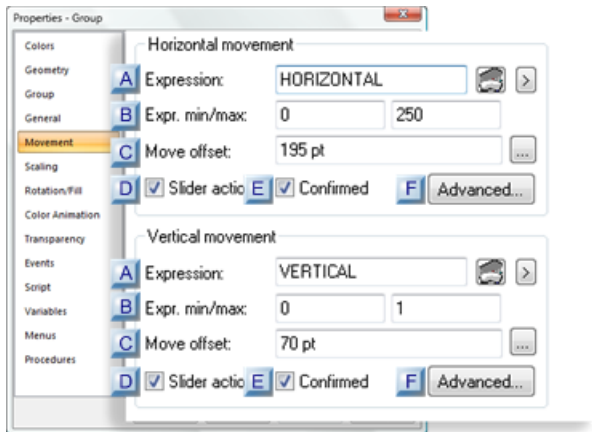 Properties - Group
Colors
Geometry
Group
General
Movement
Scaling
Rotation/Fill
Color Animation
Transparency
Events
Script
Variables
Menus
Procedures
Horizontal movement
A Expression: HORIZONTAL >
B Expr. min/max: 0 250
C Move offset: 195 pt ...
D Slider actio E Confirmed F Advanced...
Vertical movement
A Expression: VERTICAL >
B Expr. min/max: 0 1
C Move offset: 70 pt ...
D Slider actio E Confirmed F Advanced...